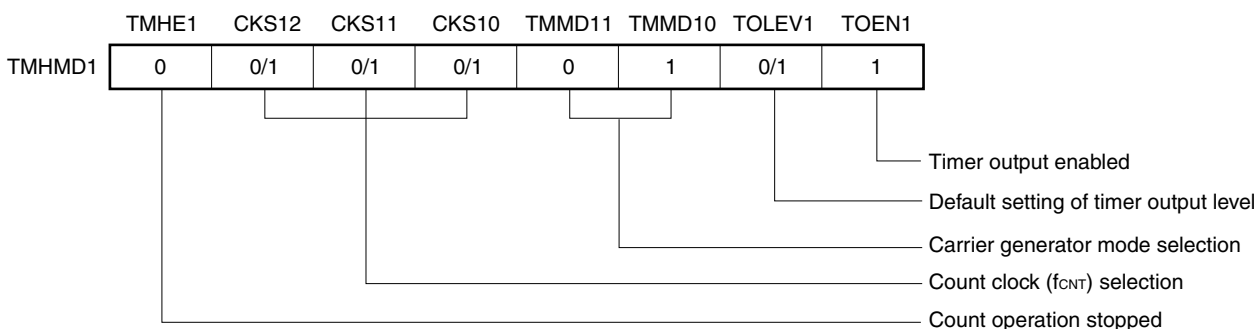 TMHE1 CKS12 CKS11 CKS10 TMMD11 TMMD10 TOLEV1 TOEN1
TMHMD1 0 0/1 0/1 0/1 0 1 0/1 1
Timer output enabled
Default setting of timer output level
Carrier generator mode selection
Count clock (fCNT) selection
Count operation stopped